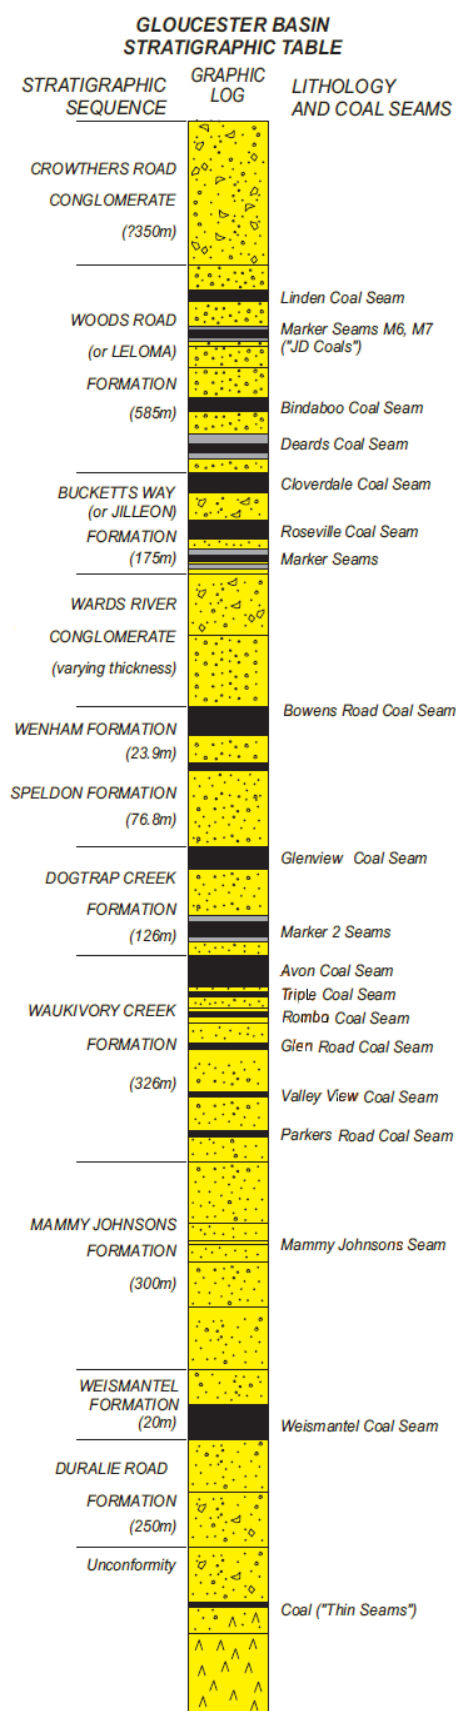 GLOUCESTER BASIN
STRATIGRAPHIC TABLE
STRATIGRAPHIC
SEQUENCE
GRAPHIC
LOG
LITHOLOGY
AND COAL SEAMS
CROWTHERS ROAD
CONGLOMERATE
(?350m)
Linden Coal Seam
WOODS ROAD
Marker Seams M6, M7
("JD Coals")
(or LELOMA)
FORMATION
(585m)
Bindaboo Coal Seam
Deards Coal Seam
Cloverdale Coal Seam
BUCKETTS WAY
(or JILLEON)
FORMATION
(175m)
Roseville Coal Seam
Marker Seams
WARDS RIVER
CONGLOMERATE
(varying thickness)
Bowens Road Coal Seam
WENHAM FORMATION
(23.9m)
SPELDON FORMATION
(76.8m)
Glenview Coal Seam
DOGTRAP CREEK
FORMATION
(126m)
Marker 2 Seams
Avon Coal Seam
Triple Coal Seam
WAUKIVORY CREEK
Rombo Coal Seam
FORMATION
Glen Road Coal Seam
(326m)
Valley View Coal Seam
Parkers Road Coal Seam
MAMMY JOHNSONS
FORMATION
(300m)
Mammy Johnsons Seam
WEISMANTEL
FORMATION
(20m)
Weismantel Coal Seam
DURALIE ROAD
FORMATION
(250m)
Unconformity
Coal ("Thin Seams")